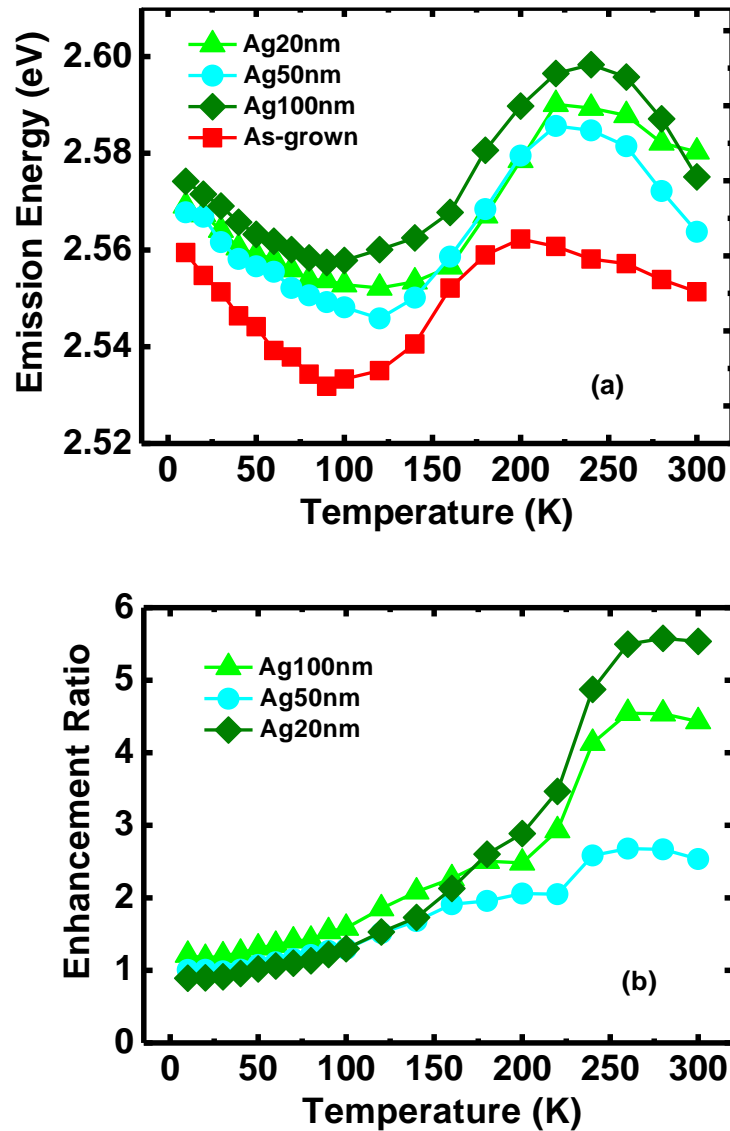 2.60
Ag20nm
Ag50nm
Ag100nm
As-grown
2.58
2.56
2.54
2.52
Emission Energy (eV)
(a)
0 50 100 150 200 250 300
Temperature (K)
6
5
4
3
2
1
0
Enhancement Ratio
Ag100nm
Ag50nm
Ag20nm
(b)
0 50 100 150 200 250 300
Temperature (K)